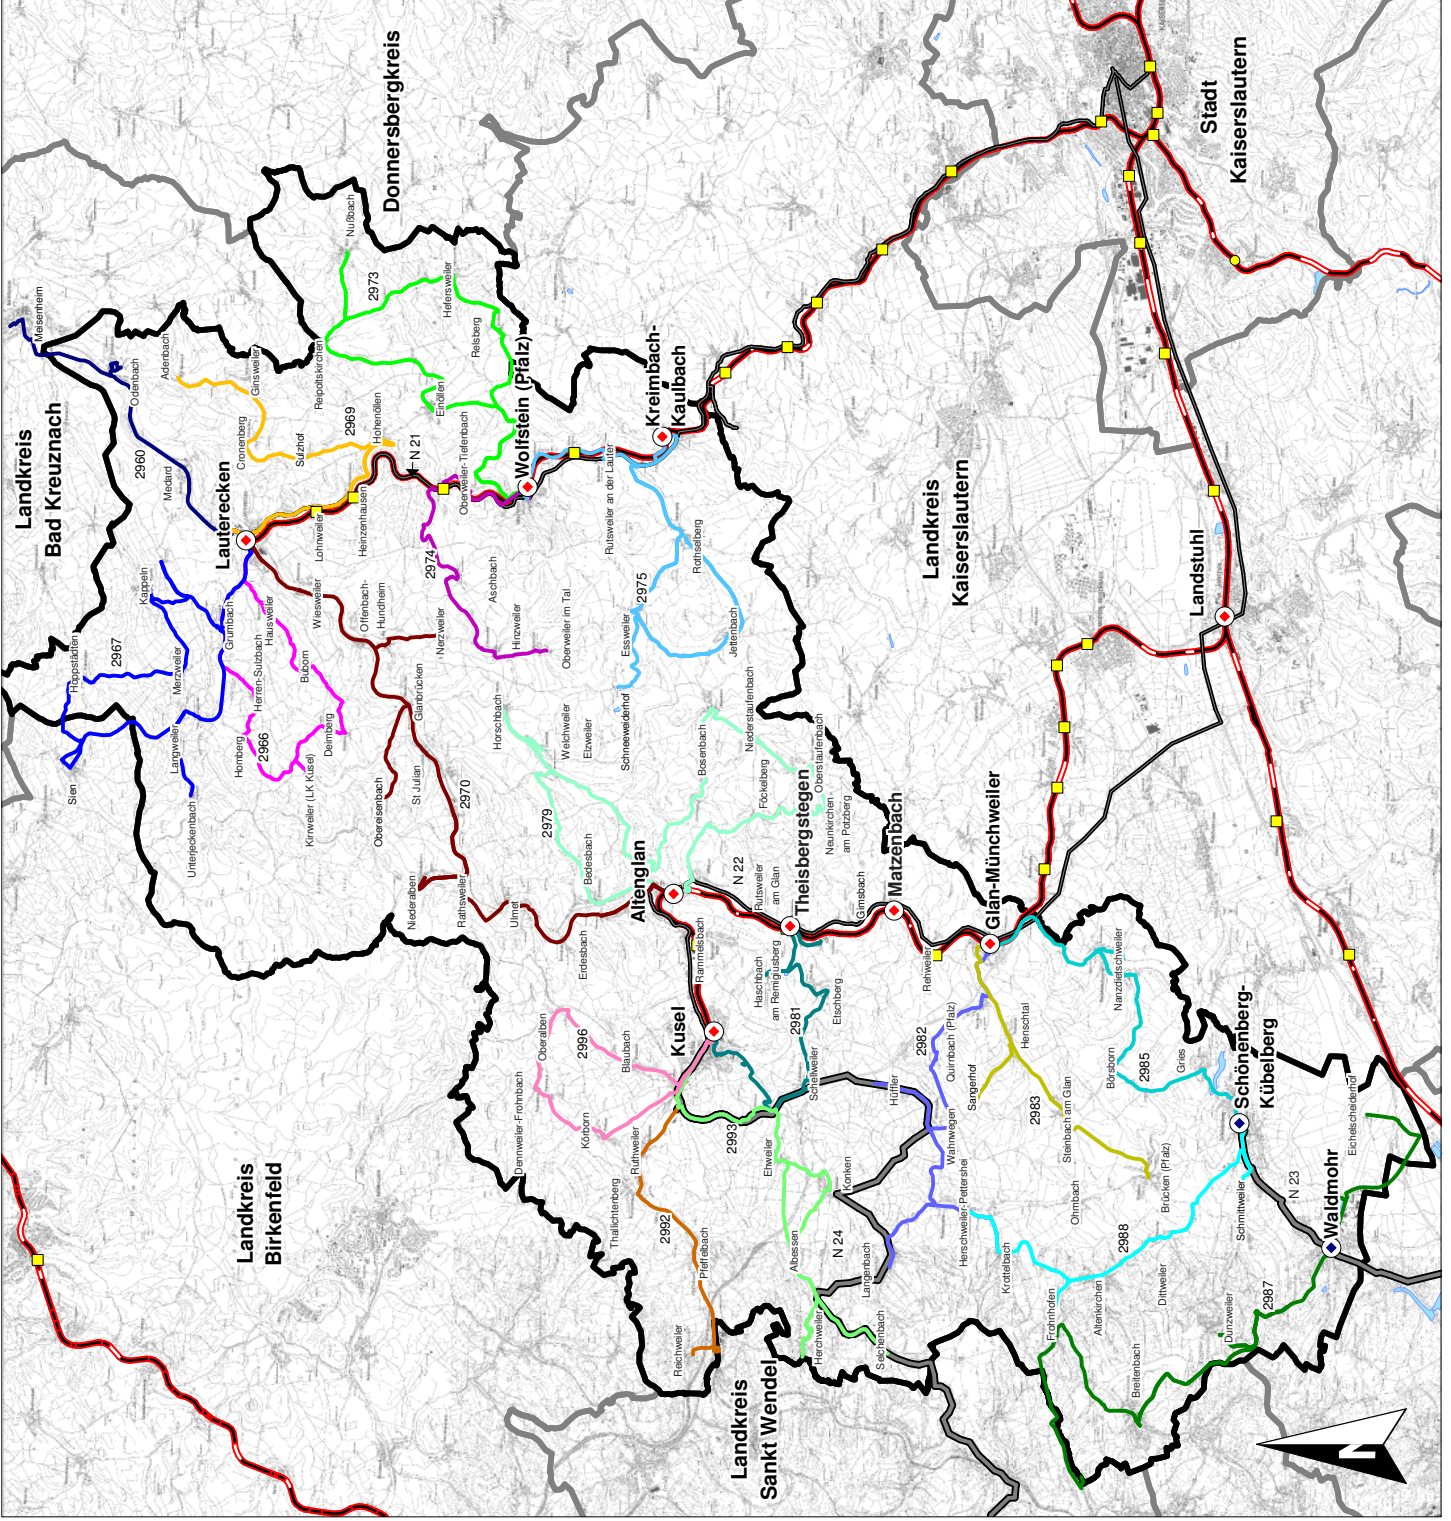 Landkreis
Bad Kreuznach
Meisenheim
Odenbach
Adenbach
2960
Medard
Cronenberg
Ginsweiler
Sulzhof
Reipoltskirchen
2969
Hohenöllen
N 21
Lauterecken
Lohnweiler
Heinzenhausen
Oberweiler-Tiefenbach
Einöllen
Relsberg
Hefersweiler
2973
Nußbach
Donnersbergkreis
Wolfstein (Pfalz)
Kreimbach-
Kaulbach
Rutsweiler an der Lauter
Rothselberg
2975
Essweiler
Jettenbach
Schneeweiderhof
2974
Aschbach
Hinzweiler
Oberweiler im Tal
Nerzweiler
Offenbach-
Hundheim
Wiesweiler
Glanbrücken
St Julian
Obereisenbach
2970
Niederalben
Rathsweiler
Ulmet
Erdesbach
Kappeln
Hoppstädten
2967
Merzweiler
Grumbach
Hausweiler
Herren-Sulzbach
Buborn
Homberg
2966
Deimberg
Kirrweiler (LK Kusel)
Langweiler
Sien
Unterjeckenbach
Horschbach
Welchweiler
Elzweiler
2979
Bedesbach
Altenglan
Bosenbach
Niederstaufenbach
Föckelberg
Oberstaufenbach
Neunkirchen
am Potzberg
N 22
Rutsweiler
am Glan
Theisbergstegen
Gimsbach
Matzenbach
Rehweiler
Glan-Münchweiler
Rammelsbach
Haschbach
am Remigiusberg
2981
Etschberg
Schellweiler
Kusel
Oberalben
2996
Blaubach
Dennweiler-Frohnbach
Körborn
Ruthweiler
Thallichtenberg
2992
Pfeffelbach
Reichweiler
2993
Ehweiler
Albessen
Konken
N 24
Langenbach
Herchweiler
Selchenbach
Hüffler
2982
Quirnbach (Pfalz)
Wahnwegen
Herschweiler-Pettersheim
Sangerhof
Henschtal
2983
Steinbach am Glan
Brücken (Pfalz)
Ohmbach
Krottelbach
Frohnhofen
Altenkirchen
2988
Dittweiler
Breitenbach
Dunzweiler
2987
Schmittweiler
N 23
Waldmohr
Eichelscheiderhof
Schönenberg-
Kübelberg
Gries
2985
Börsborn
Nanzdietschweiler
Landstuhl
Landkreis
Kaiserslautern
Stadt
Kaiserslautern
Landkreis
Birkenfeld
Landkreis
Sankt Wendel
N